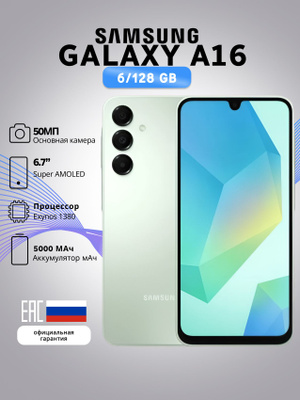 SAMSUNG
GALAXY A16
6/128 GB
50МП
Основная камера
6.7”
Super AMOLED
Процессор
Exynos 1380
5000 МАч
Аккумулятор мАч
SAMSUNG
EAC
официальная
гарантия